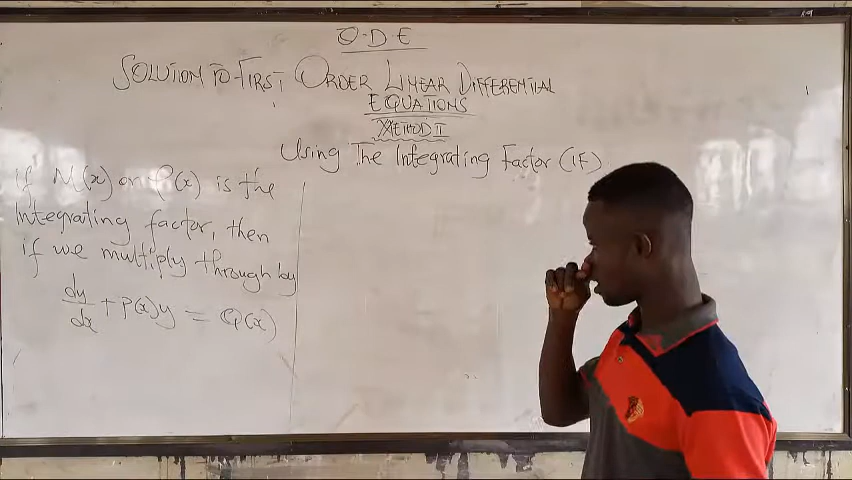 O.D.E
SOLUTION TO FIRST ORDER LINEAR DIFFERENTIAL
EQUATIONS
METHOD II
Using The Integrating Factor (IF)
if M(x) or φ(x) is the
Integrating factor, then
if we multiply through by
dy/dx + P(x)y = Q(x)